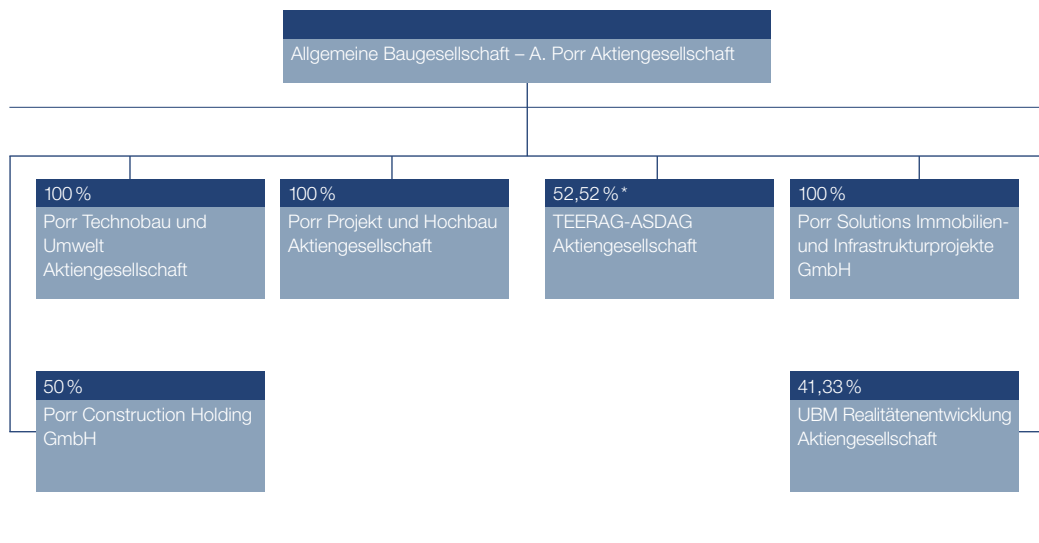 Allgemeine Baugesellschaft – A. Porr Aktiengesellschaft
100 %
Porr Technobau und
Umwelt
Aktiengesellschaft
100 %
Porr Projekt und Hochbau
Aktiengesellschaft
52,52 % *
TEERAG-ASDAG
Aktiengesellschaft
100 %
Porr Solutions Immobilien-
und Infrastrukturprojekte
GmbH
50 %
Porr Construction Holding
GmbH
41,33 %
UBM Realitätenentwicklung
Aktiengesellschaft